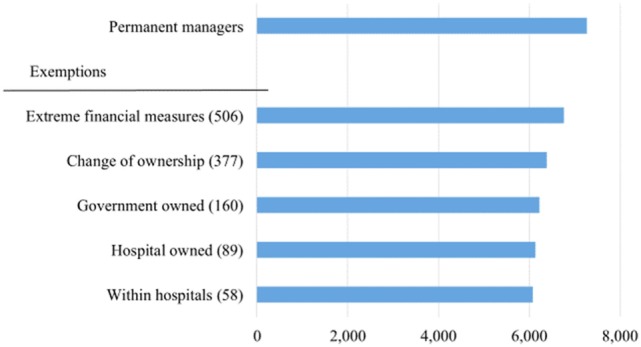 Permanent managers
Exemptions
Extreme financial measures (506)
Change of ownership (377)
Government owned (160)
Hospital owned (89)
Within hospitals (58)
0 2,000 4,000 6,000 8,000